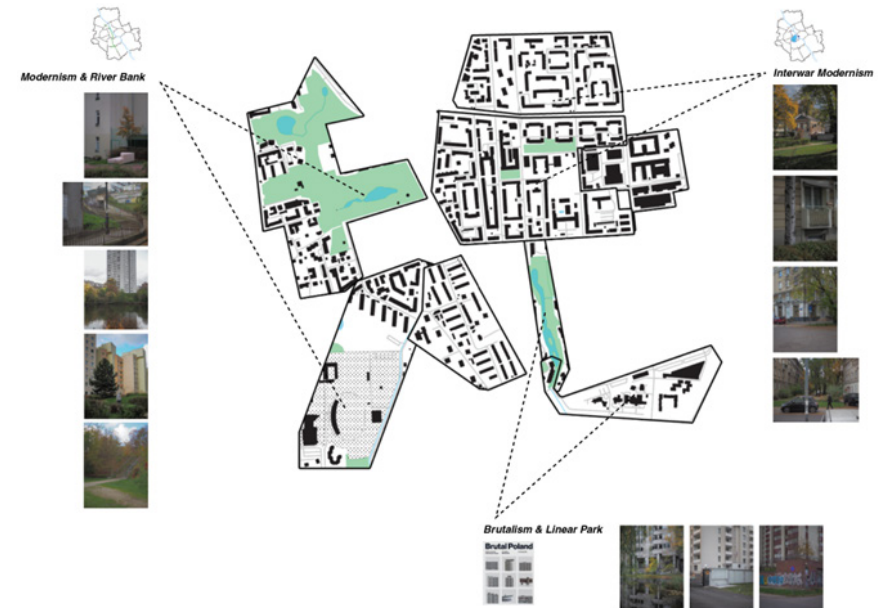 Modernism & River Bank
Interwar Modernism
Brutalism & Linear Park
Brutal Poland